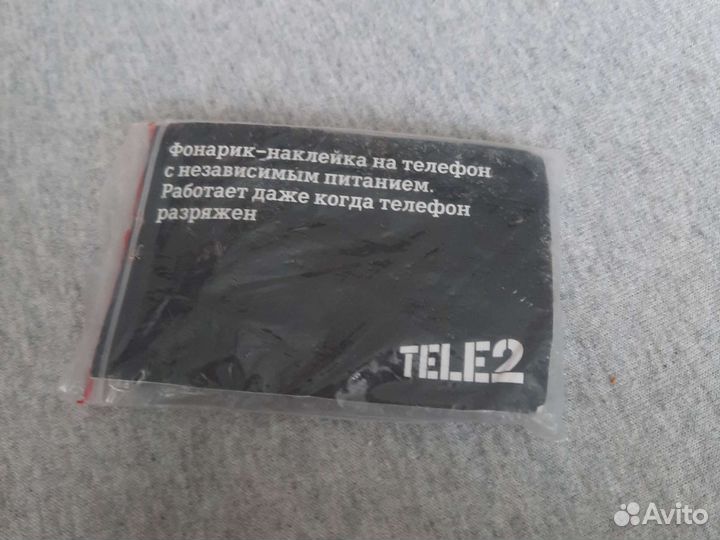 Фонарик-наклейка на телефон
с независимым питанием.
Работает даже когда телефон
разряжен
TELE2
Avito